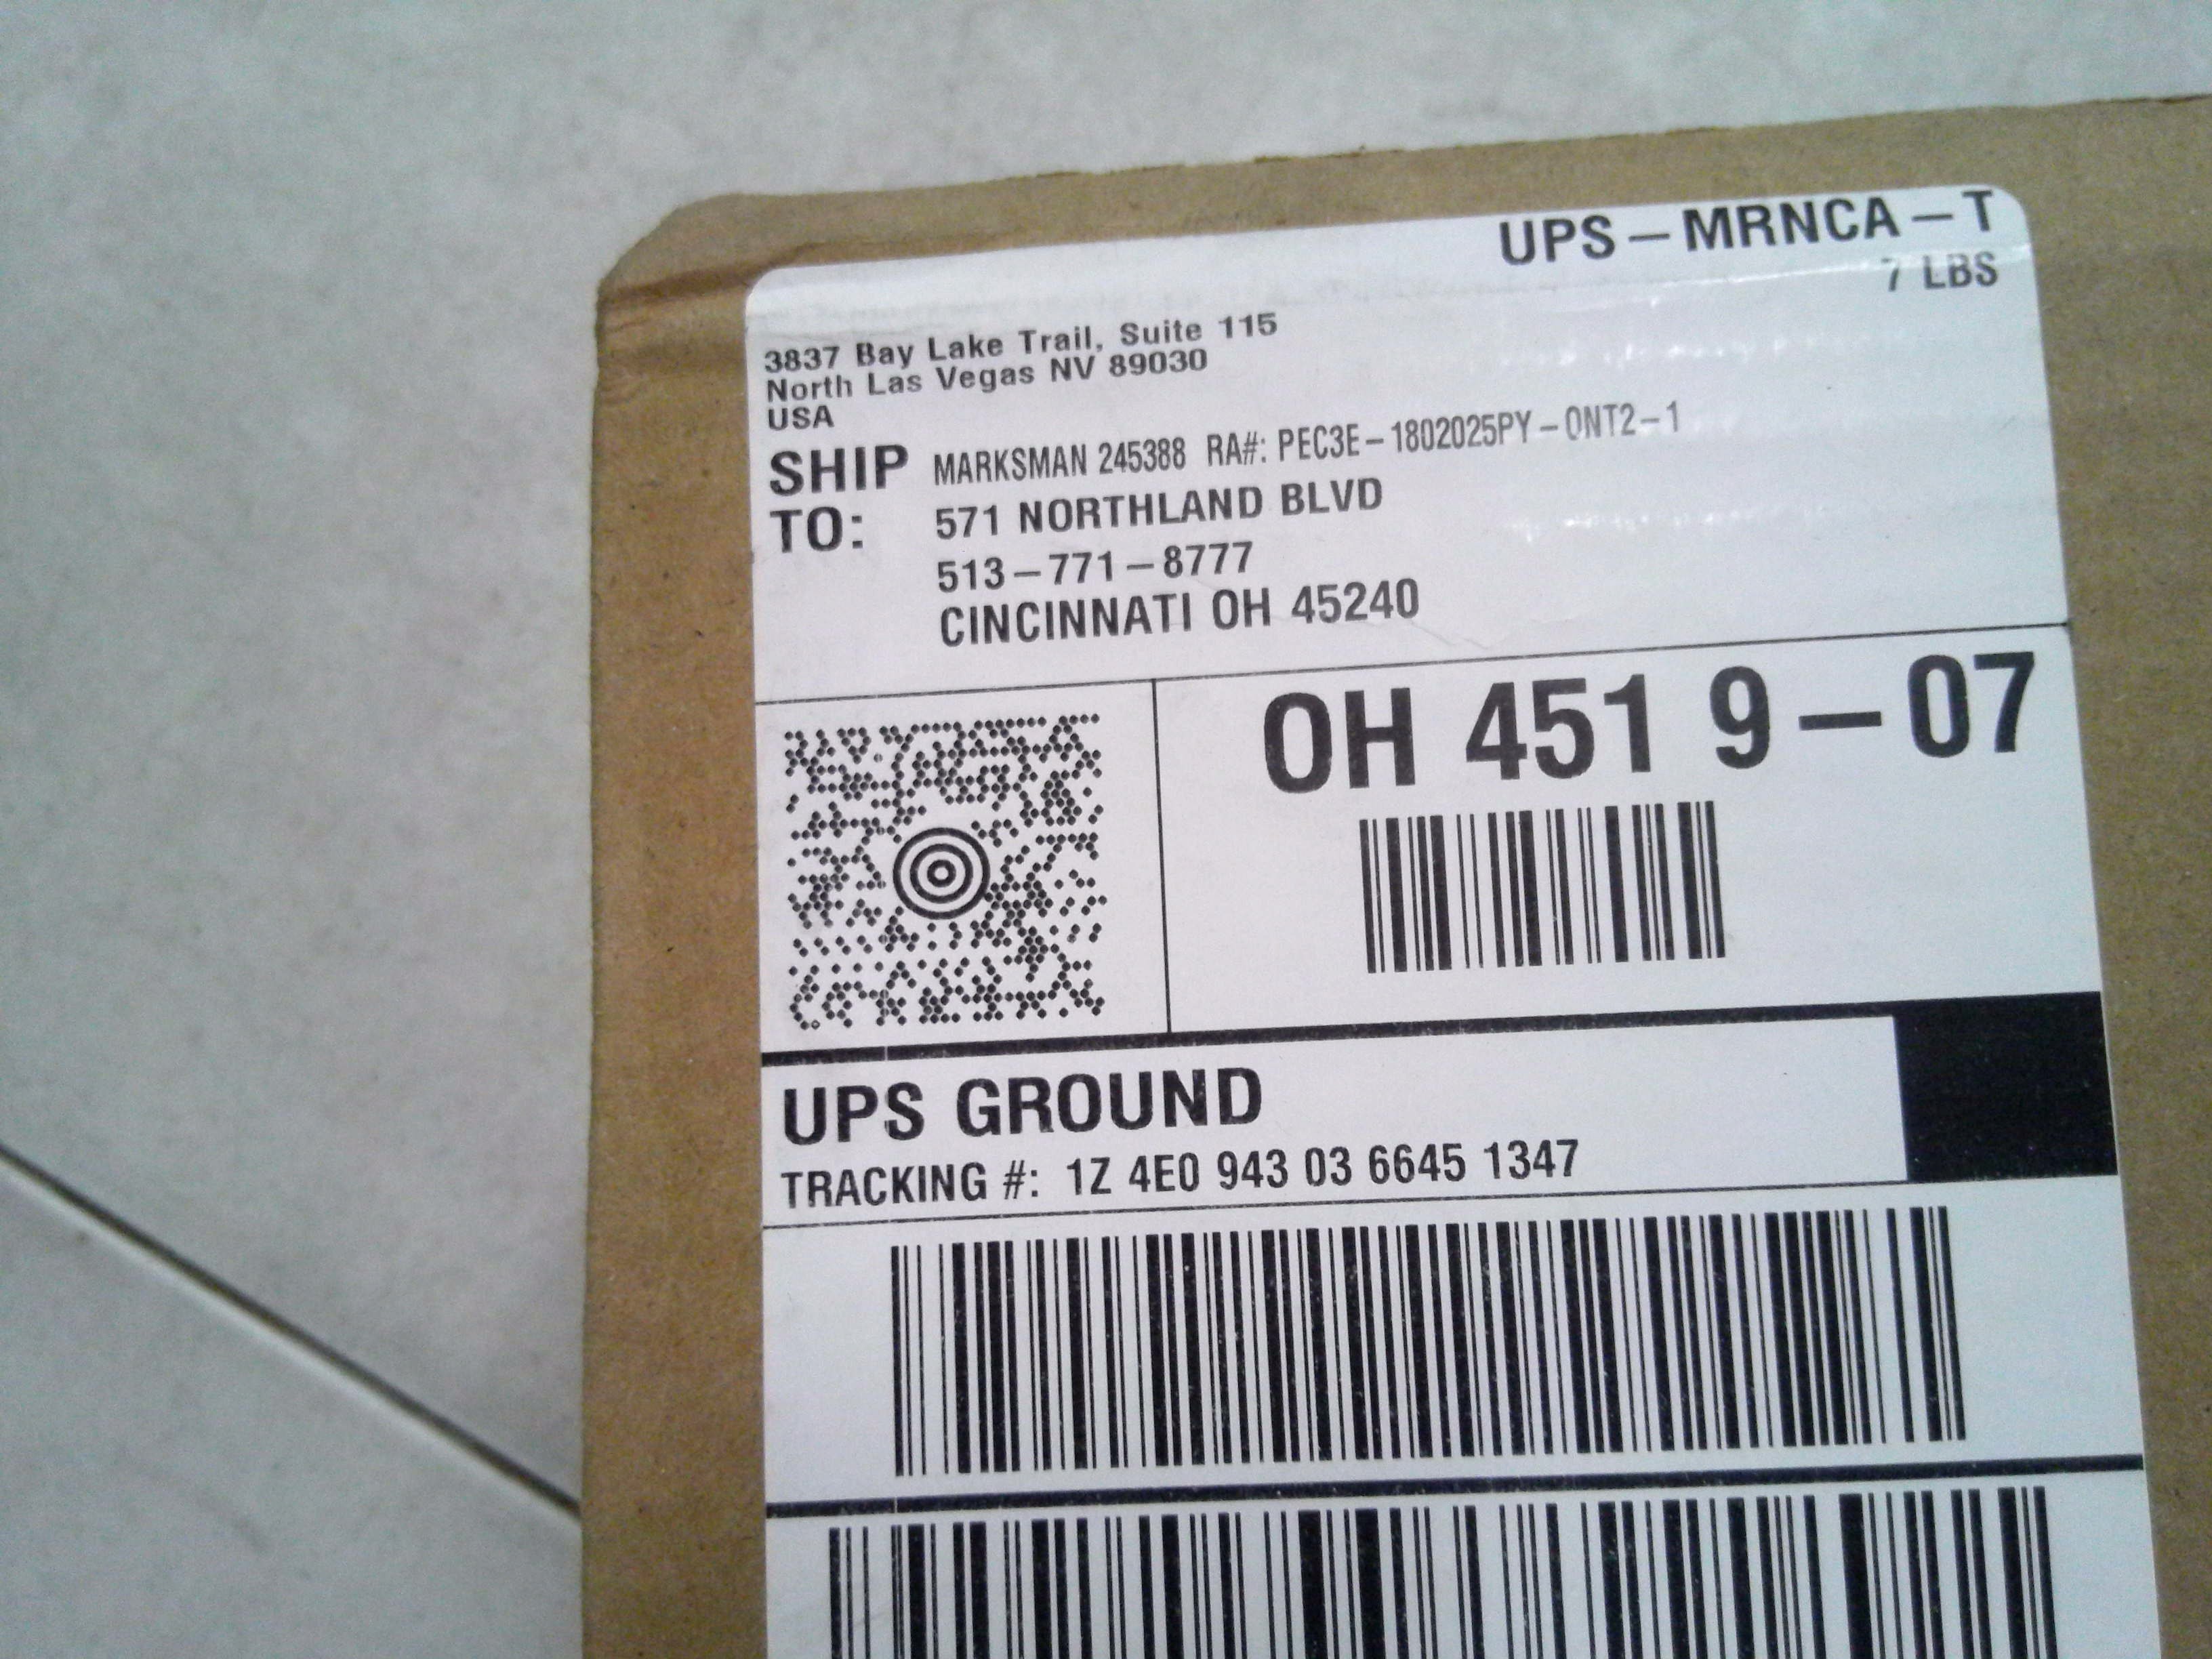 UPS-MRNCA-T
7 LBS
3837 Bay Lake Trail, Suite 115
North Las Vegas NV 89030
USA
SHIP TO:
MARKSMAN 245388 RA#: PEC3E-1802025PY-ONT2-1
571 NORTHLAND BLVD
513-771-8777
CINCINNATI OH 45240
OH 451 9-07
UPS GROUND
TRACKING #: 1Z 4E0 943 03 6645 1347